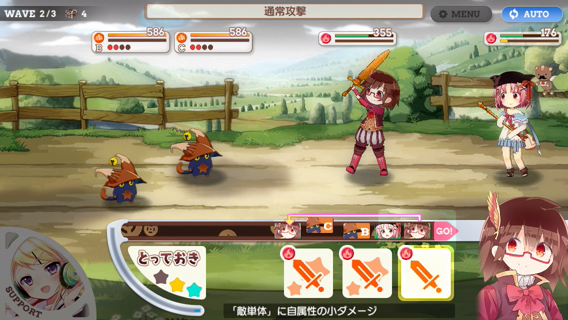 WAVE 2/3
4
通常攻撃
MENU
AUTO
586
B
586
C
355
176
C
B
GO!
とっておき
SUPPORT
「敵単体」に自属性の小ダメージ